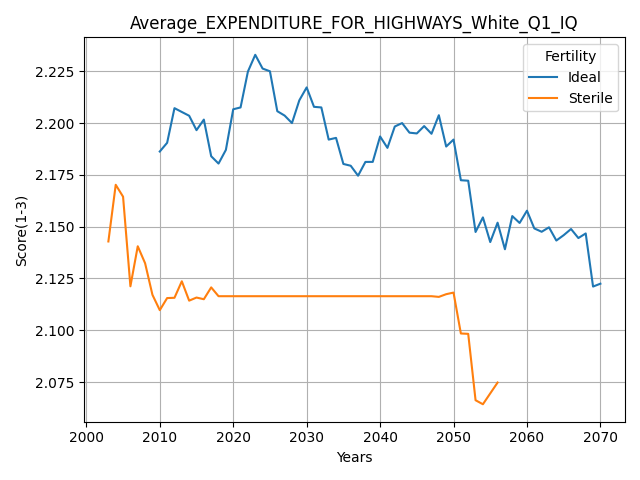 Average_EXPENDITURE_FOR_HIGHWAYS_White_Q1_IQ
Fertility
Ideal
Sterile
Score(1-3)
2.225
2.200
2.175
2.150
2.125
2.100
2.075
2000 2010 2020 2030 2040 2050 2060 2070
Years